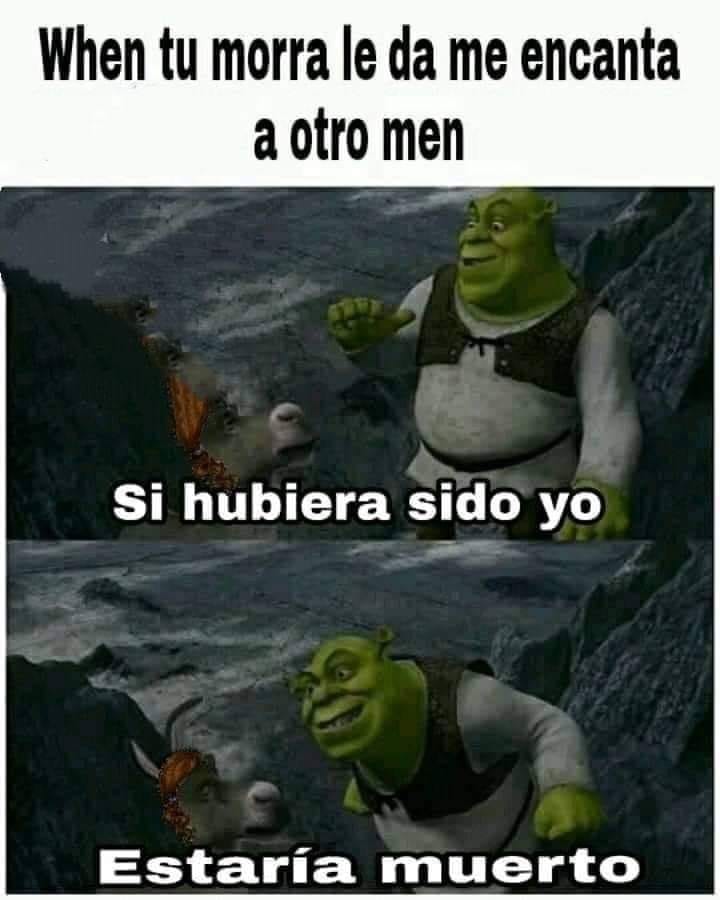 When tu morra le da me encanta
a otro men
Si hubiera sido yo
Estaría muerto